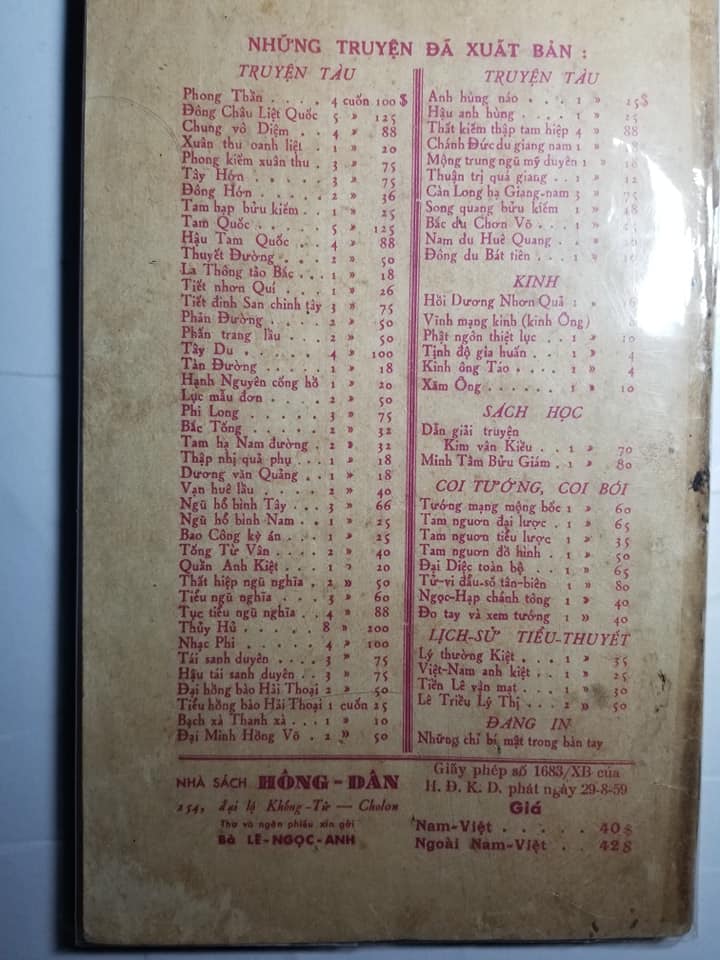 NHỮNG TRUYỆN ĐÃ XUẤT BẢN :
TRUYỆN TÀU
Phong Thần . . . . 4 cuốn 100 $
Đông Châu Liệt Quốc 5 » 125
Chung vô Diệm . . . 4 » 88
Xuân thu oanh liệt . 1 » 20
Phong kiếm xuân thu . 3 » 75
Tây Hớn . . . . . 3 » 75
Đông Hớn . . . . . 2 » 36
Tam hạp bửu kiếm . . . 1 » 25
Tam Quốc . . . . . 5 » 125
Hậu Tam Quốc . . . 4 » 88
Thuyết Đường . . . . 2 » 50
La Thông tảo Bắc . . . 1 » 18
Tiết nhơn Quí . . . . 1 » 26
Tiết đinh San chinh tây 3 » 75
Phản Đường . . . . . 2 » 50
Phấn trang lầu . . . . 2 » 50
Tây Du . . . . . . 4 » 100
Tàn Đường . . . . . 1 » 18
Hạnh Nguyên cống hồ 1 » 20
Lục mẫu đơn . . . . 2 » 50
Phi Long . . . . . 3 » 75
Bắc Tống . . . . . 2 » 32
Tam hạ Nam đường . 2 » 32
Thập nhị quả phụ . . . 1 » 18
Dương văn Quảng . . 1 » 18
Vạn huê lầu . . . . . 2 » 40
Ngũ hổ bình Tây . . . 3 » 66
Ngũ hổ bình Nam . . 1 » 25
Bao Công kỳ án . . . 1 » 25
Tống Từ Vân . . . . 2 » 40
Quần Anh Kiệt . . . . 1 » 20
Thất hiệp ngũ nghĩa . 2 » 50
Tiểu ngũ nghĩa . . . 3 » 60
Tục tiểu ngũ nghĩa . . 4 » 88
Thủy Hử . . . . . . 8 » 200
Nhạc Phi . . . . . . 4 » 100
Tái sanh duyên . . . . 3 » 75
Hậu tái sanh duyên . . 3 » 75
Đại hồng bào Hải Thoại 2 » 50
Tiểu hồng bào Hải Thoại 1 cuốn 25
Bạch xà Thanh xà . . . 1 » 10
Đại Minh Hồng Võ . 2 » 50
TRUYỆN TÀU
Anh hùng náo . . . 1 » 25$
Hậu anh hùng . . . 1 » 25
Thất kiếm thập tam hiệp 4 » 88
Chánh Đức du giang nam 1 » 18
Mộng trung ngũ mỹ duyên 1 » 18
Thuận trị quá giang . . 1 » 12
Càn Long hạ Giang-nam 3 » 75
Song quang bửu kiếm 1 » 18
Bắc du Chơn Võ . . . 1 »
Nam du Huê Quang . . 1 »
Đông du Bát tiên . . . 1 »
KINH
Hồi Dương Nhơn Quả 1 » 6
Vĩnh mạng kinh (kinh Ông)
Phật ngôn thiệt lục . . 1 » 10
Tịnh độ gia huấn . . 1 » 4
Kinh ông Táo . . . . 1 » 4
Xăm Ông . . . . . . 1 » 10
SÁCH HỌC
Dẫn giải truyện
Kim vân Kiều . . 1 » 70
Minh Tâm Bửu Giám . 1 » 80
COI TƯỚNG, COI BÓI
Tướng mạng mộng bốc 1 » 60
Tam nguơn đại lược . 1 » 65
Tam nguơn tiểu lược 1 » 35
Tam nguơn đồ hình . 1 » 50
Đại Diệc toàn bộ . . 1 » 65
Tử-vi đẩu-số tân-biên 1 » 80
Ngọc-Hạp chánh tông 1 » 40
Đo tay và xem tướng 1 » 40
LỊCH-SỬ TIỂU-THUYẾT
Lý thường Kiệt . . . 1 » 35
Việt-Nam anh kiệt . . 1 » 25
Tiền Lê vận mạt . . 1 » 30
Lê Triều Lý Thị . . . 2 » 50
ĐANG IN
Những chỉ bí mật trong bàn tay
NHÀ SÁCH HỒNG-DÂN
254, đại lộ Khổng-Tử — Cholon
Thơ và ngân phiếu xin gởi
Bà LÊ-NGỌC-ANH
Giấy phép số 1683/XB của
H. Đ. K. D. phát ngày 29-8-59
Giá
Nam-Việt . . . . . 40$
Ngoài Nam-Việt . . 42$